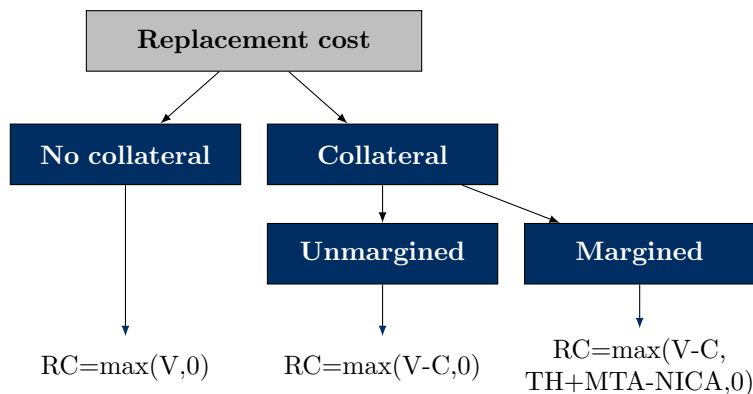 Replacement cost
No collateral
Collateral
Unmargined
Margined
RC=max(V,0)
RC=max(V-C,0)
RC=max(V-C,
TH+MTA-NICA,0)